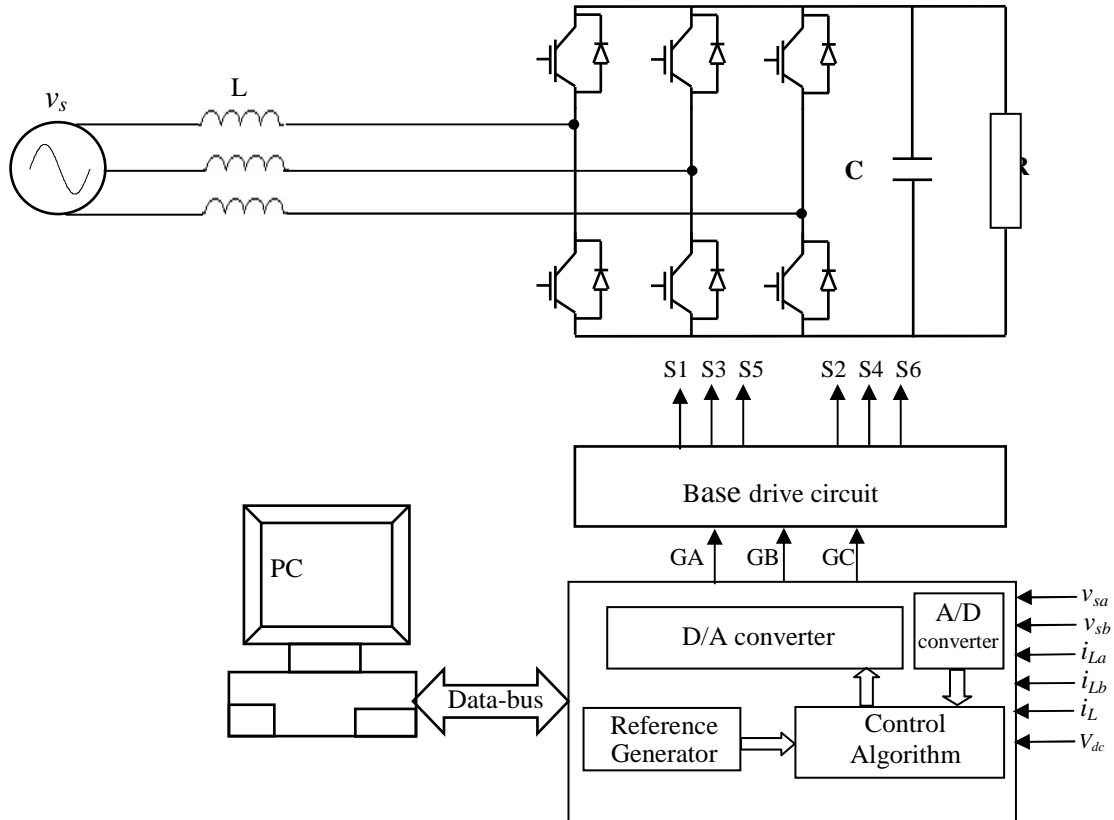 v_s
L
C
R
S1 S3 S5 S2 S4 S6
Base drive circuit
GA GB GC
PC
Data-bus
D/A converter
A/D
converter
Reference
Generator
Control
Algorithm
v_sa
v_sb
i_La
i_Lb
i_L
V_dc